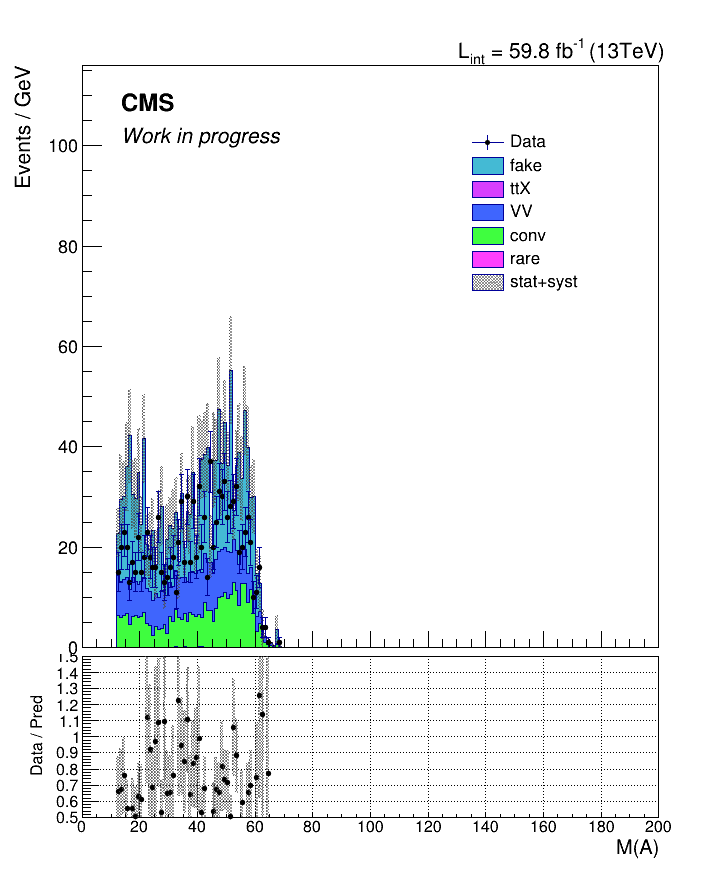 L_int = 59.8 fb^-1 (13TeV)
Events / GeV
CMS
Work in progress
Data
fake
ttX
VV
conv
rare
stat+syst
100
80
60
40
20
0
Data / Pred
1.5
1.4
1.3
1.2
1.1
1
0.9
0.8
0.7
0.6
0.5
0 20 40 60 80 100 120 140 160 180 200
M(A)